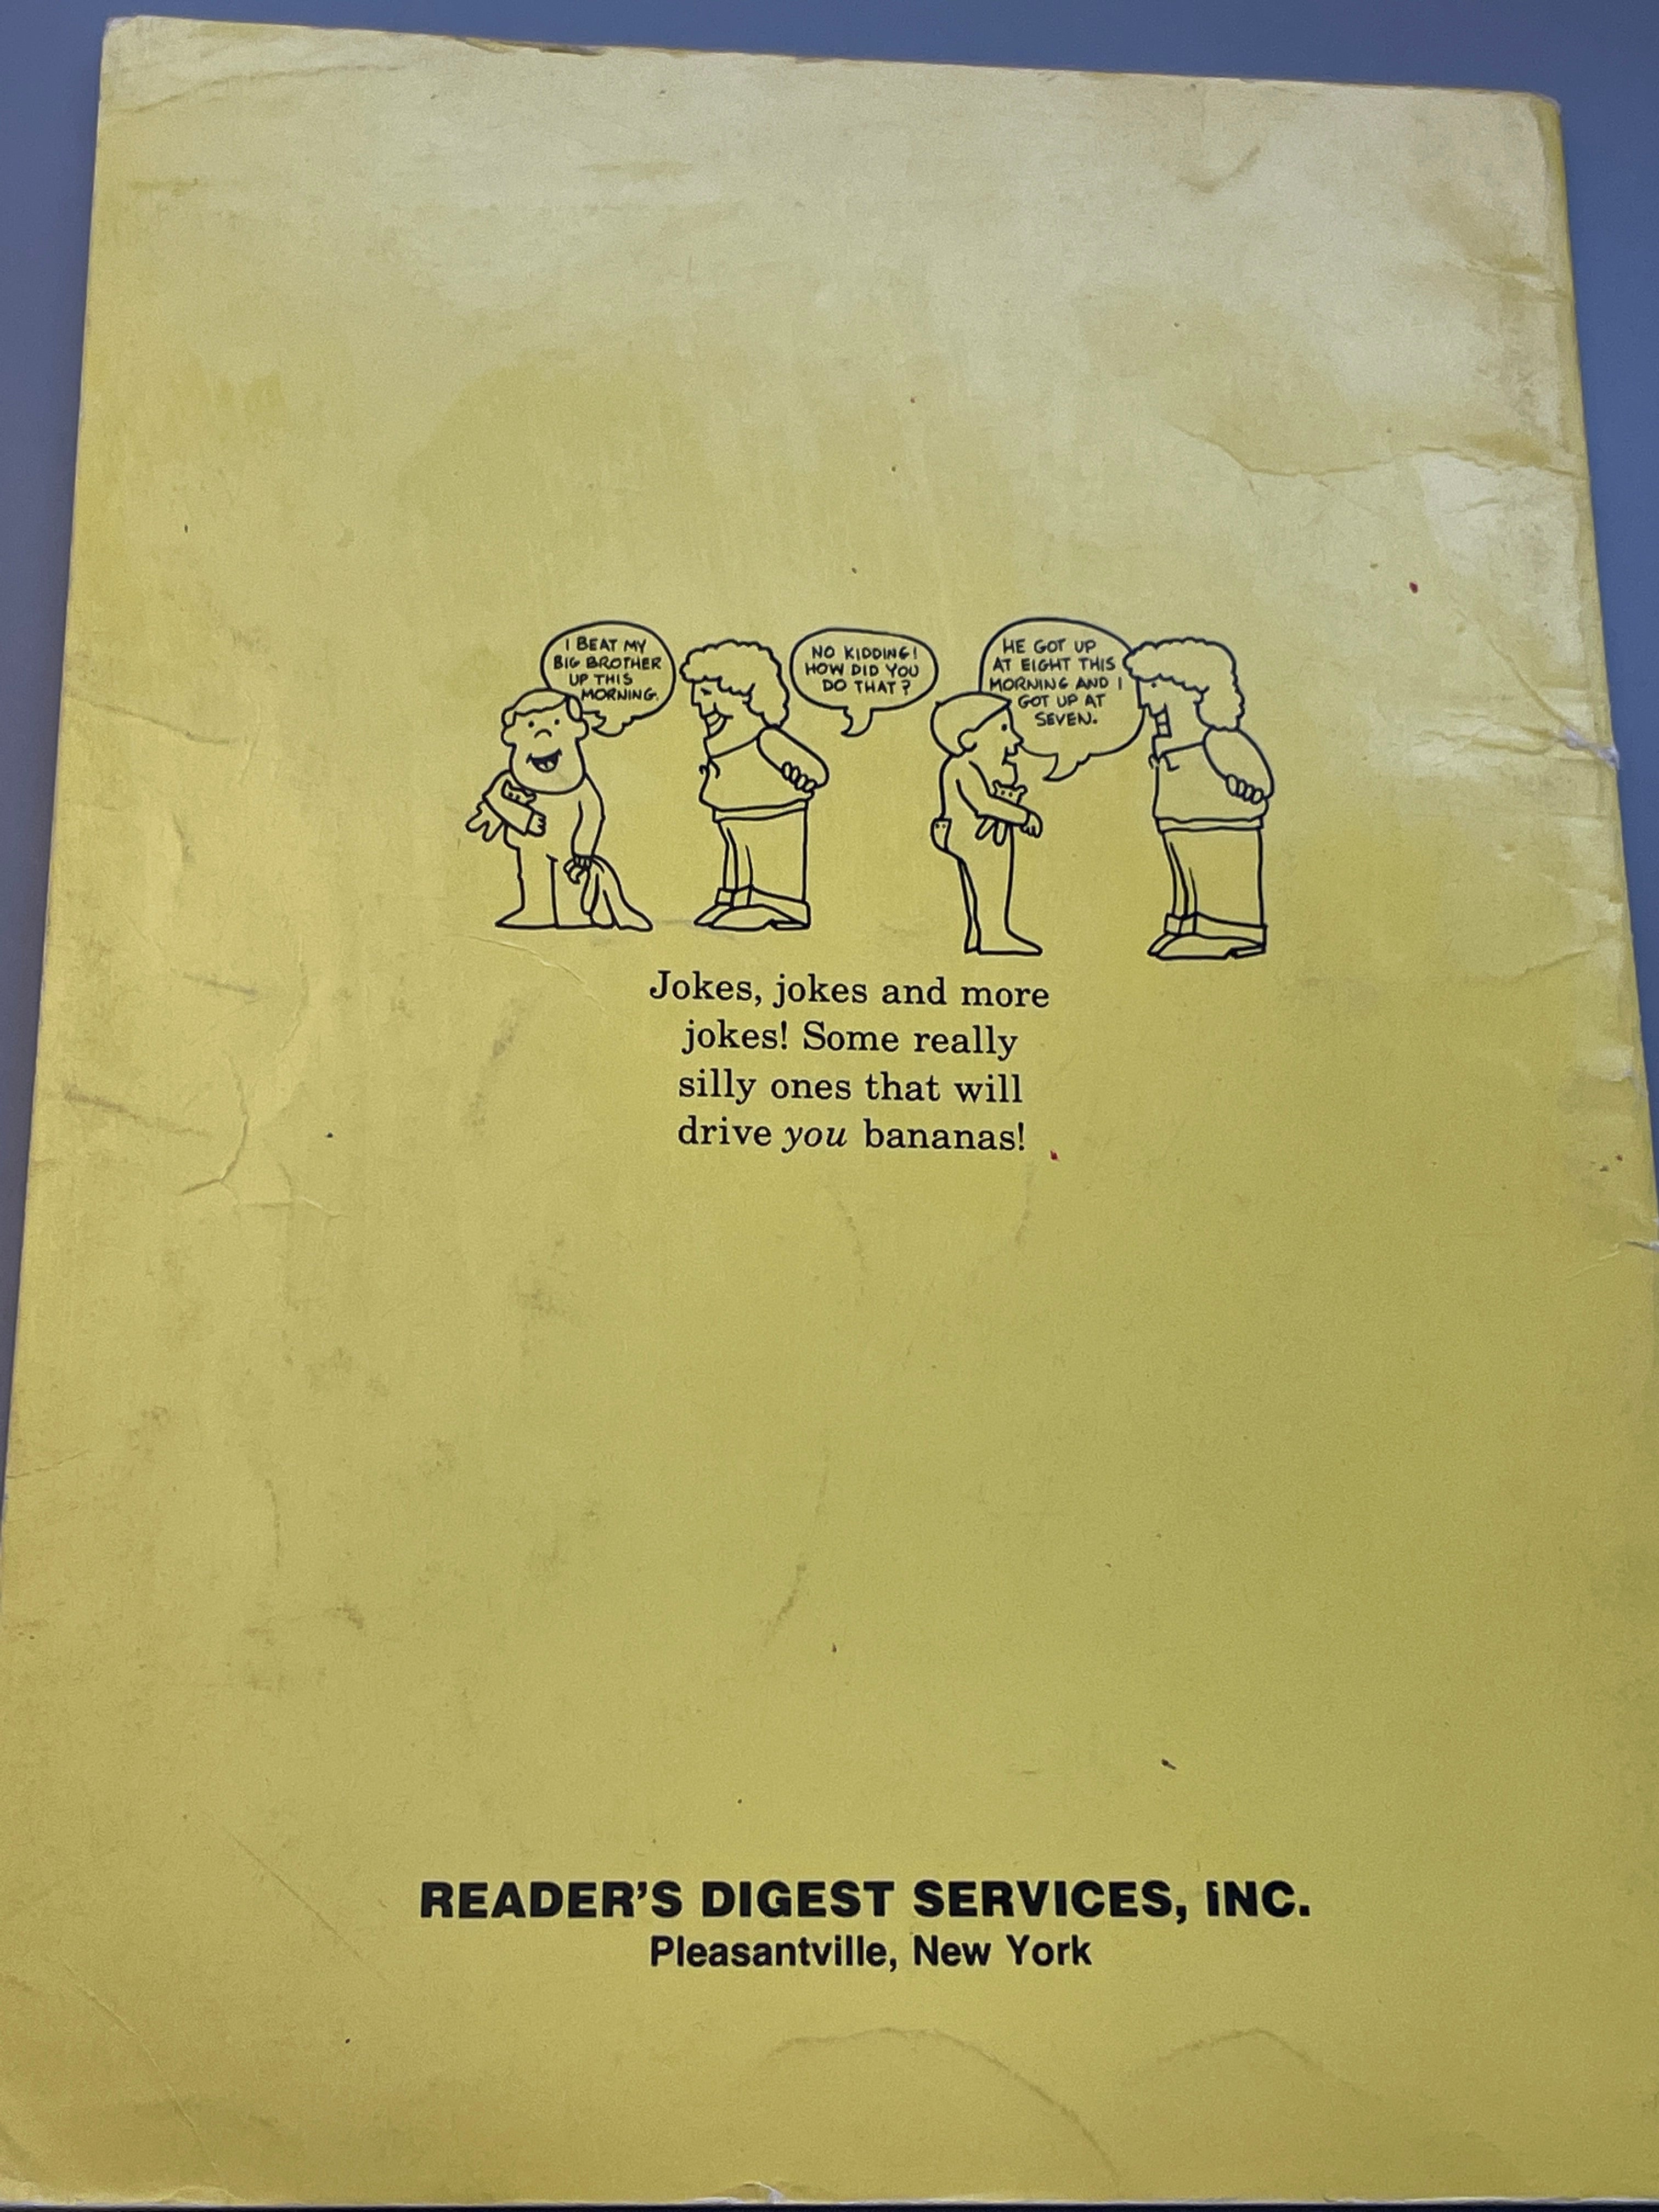 I BEAT MY
BIG BROTHER
UP THIS
MORNING.
NO KIDDING!
HOW DID YOU
DO THAT?
HE GOT UP
AT EIGHT THIS
MORNING AND I
GOT UP AT
SEVEN.
Jokes, jokes and more
jokes! Some really
silly ones that will
drive you bananas!
READER'S DIGEST SERVICES, INC.
Pleasantville, New York